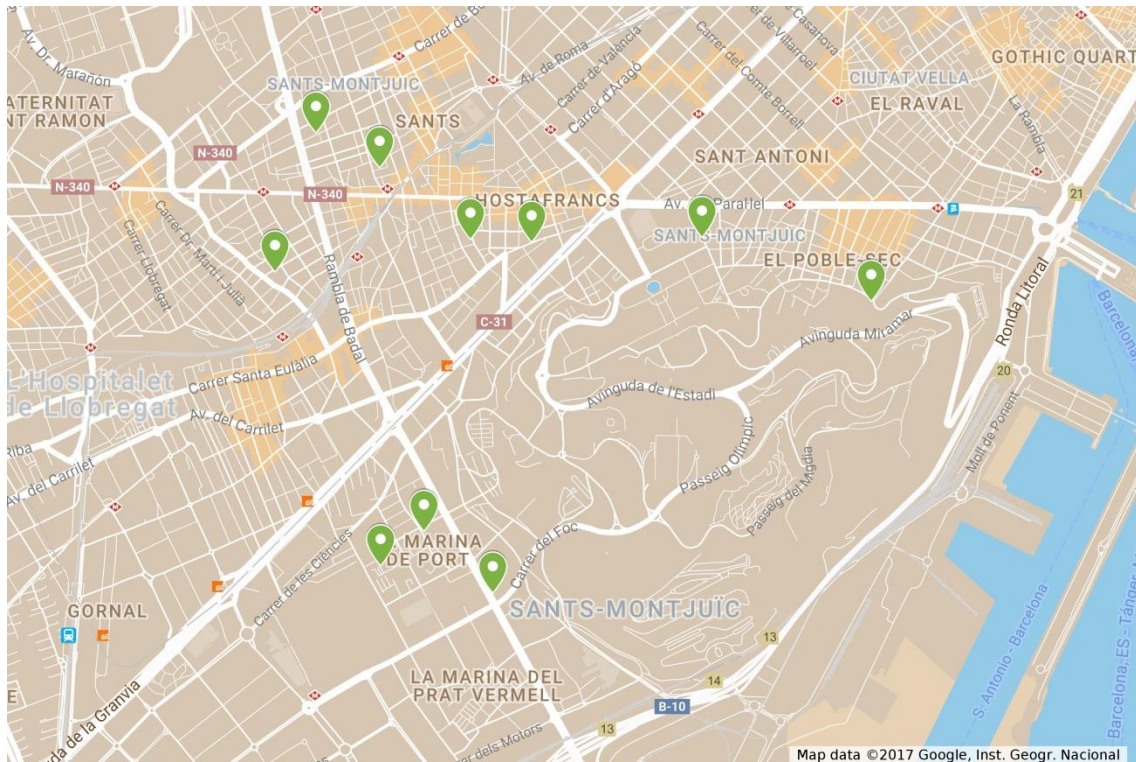 Carrer de
Casanova
Carrer de Villarroel
GOTHIC QUART
Av. Dr. Marañón
Av. de Roma
Carrer de València
Carrer del Comte Borrell
CIUTAT VELLA
SANTS-MONTJUIC
Carrer d'Aragó
EL RAVAL
La Rambla
ATERNITAT
NT RAMON
SANTS
N-340
SANT ANTONI
N-340
N-340
21
HOSTAFRANCS
Av. Paral·lel
Carrer Llobregat
Carrer Dr. Martí i Julià
SANTS-MONTJUÏC
EL POBLE-SEC
Rambla de Badal
Ronda Litoral
Barcelona,
C-31
Avinguda Miramar
Carrer Santa Eulàlia
20
L'Hospitalet
de Llobregat
Avinguda de l'Estadi
Av. del Carrilet
Riba
Moll de Ponent
Av. del Carrilet
Passeig Olímpic
Passeig del Migdia
MARINA
DE PORT
Carrer del Foc
Carrer de les Ciències
GORNAL
SANTS-MONTJUÏC
13
LA MARINA DEL
PRAT VERMELL
14
S. Antonio - Barcelona
Barcelona, ES - Tánger,
da de la Granvia
B-10
13
dels Motors
Map data ©2017 Google, Inst. Geogr. Nacional